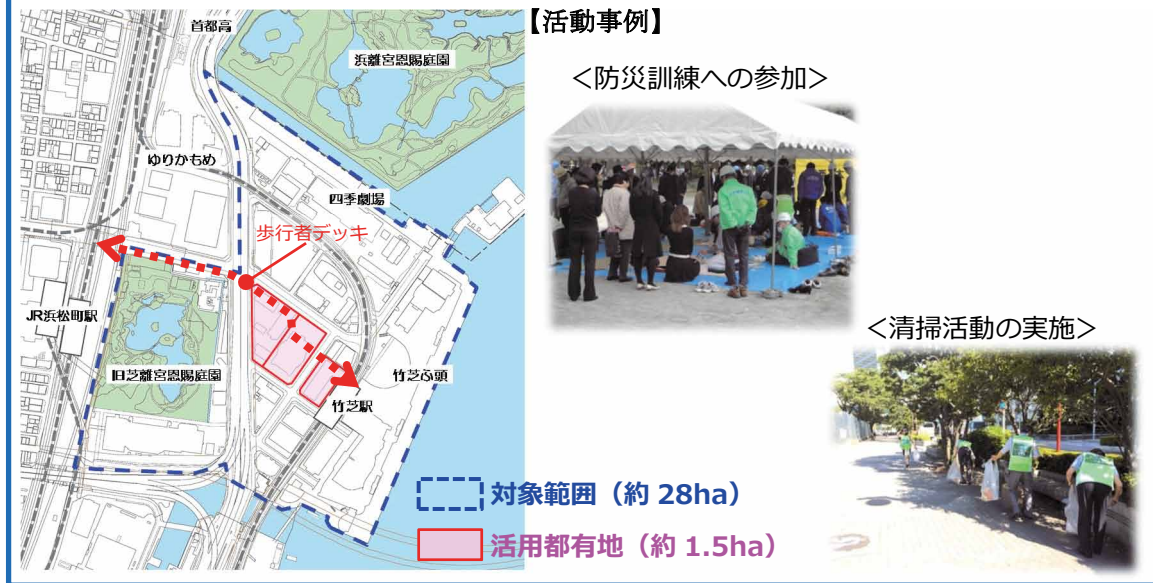 首都高
【活動事例】
浜離宮恩賜庭園
<防災訓練への参加>
ゆりかもめ
四季劇場
歩行者デッキ
JR浜松町駅
<清掃活動の実施>
旧芝離宮恩賜庭園
竹芝ふ頭
竹芝駅
対象範囲（約 28ha）
活用都有地（約 1.5ha）